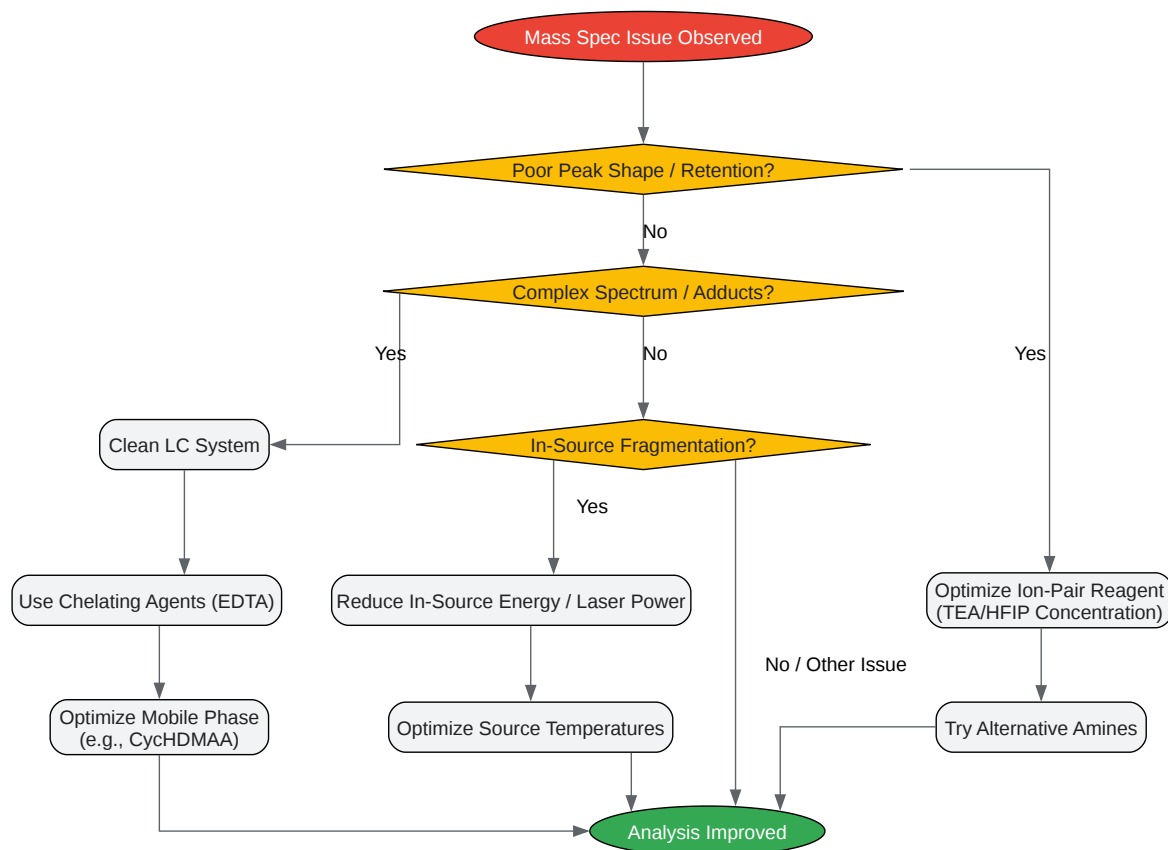 Mass Spec Issue Observed
Poor Peak Shape / Retention?
No
Complex Spectrum / Adducts?
Yes
No
Yes
Clean LC System
In-Source Fragmentation?
Yes
Use Chelating Agents (EDTA)
Reduce In-Source Energy / Laser Power
Optimize Ion-Pair Reagent
(TEA/HFIP Concentration)
No / Other Issue
Optimize Mobile Phase
(e.g., CycHDMAA)
Optimize Source Temperatures
Try Alternative Amines
Analysis Improved